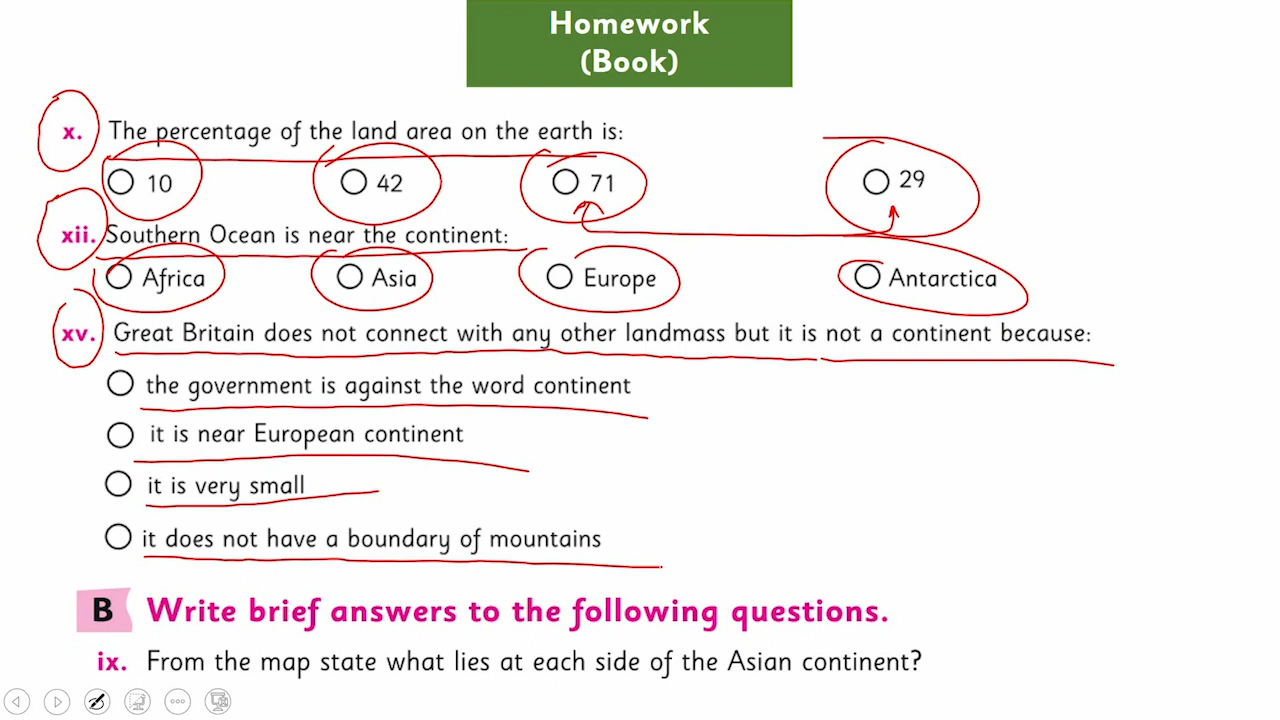 Homework
(Book)
x. The percentage of the land area on the earth is:
10 42 71 29
xii. Southern Ocean is near the continent:
Africa Asia Europe Antarctica
xv. Great Britain does not connect with any other landmass but it is not a continent because:
the government is against the word continent
it is near European continent
it is very small
it does not have a boundary of mountains
B Write brief answers to the following questions.
ix. From the map state what lies at each side of the Asian continent?